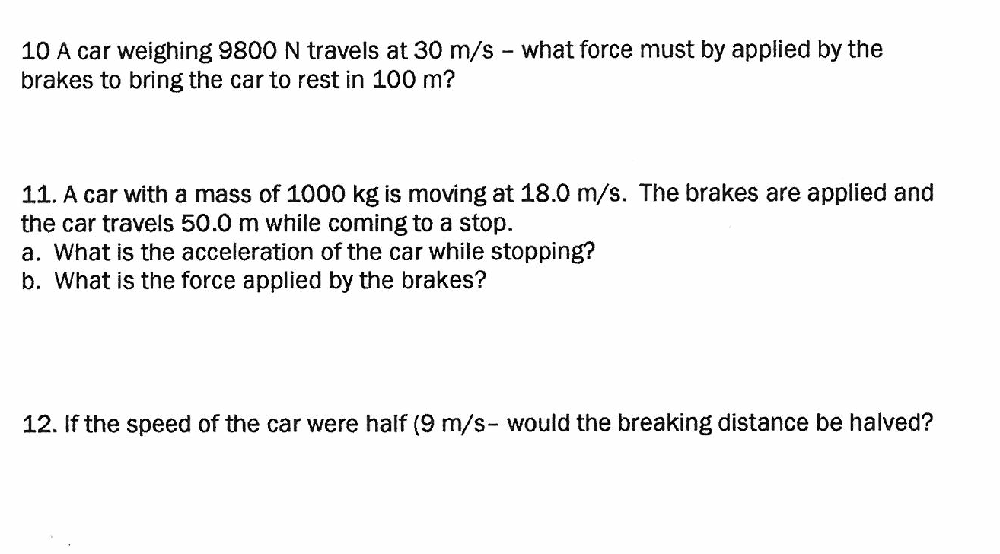 10 A car weighing 9800 N travels at 30 m/s – what force must by applied by the
brakes to bring the car to rest in 100 m?
11. A car with a mass of 1000 kg is moving at 18.0 m/s. The brakes are applied and
the car travels 50.0 m while coming to a stop.
a. What is the acceleration of the car while stopping?
b. What is the force applied by the brakes?
12. If the speed of the car were half (9 m/s– would the breaking distance be halved?